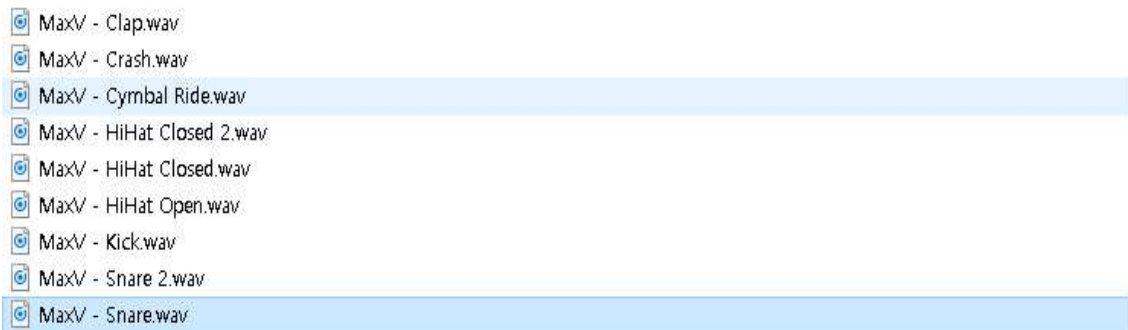 MaxV - Clap.wav
MaxV - Crash.wav
MaxV - Cymbal Ride.wav
MaxV - HiHat Closed 2.wav
MaxV - HiHat Closed.wav
MaxV - HiHat Open.wav
MaxV - Kick.wav
MaxV - Snare 2.wav
MaxV - Snare.wav